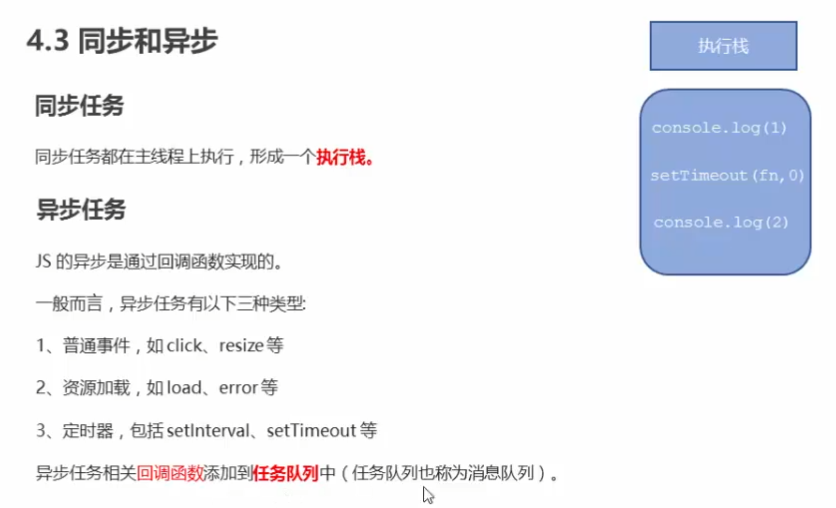 4.3 同步和异步
同步任务
同步任务都在主线程上执行，形成一个执行栈。
异步任务
JS 的异步是通过回调函数实现的。
一般而言，异步任务有以下三种类型:
1、普通事件，如 click、resize 等
2、资源加载，如 load、error 等
3、定时器，包括 setInterval、setTimeout 等
异步任务相关回调函数添加到任务队列中（任务队列也称为消息队列）。
执行栈
console.log(1)
setTimeout(fn,0)
console.log(2)